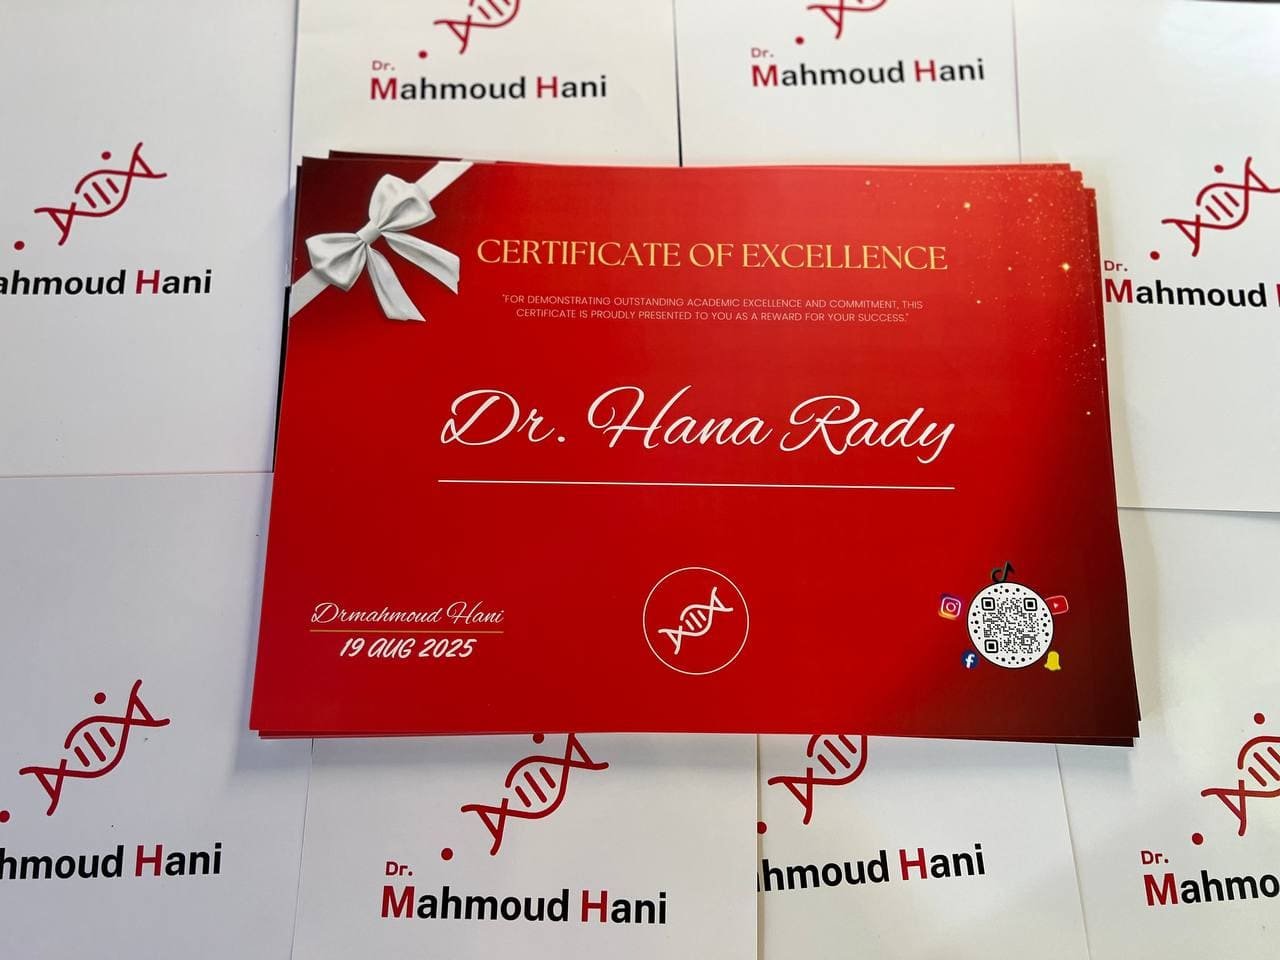 Dr.
Mahmoud Hani
Dr.
Mahmoud Hani
ahmoud Hani
Dr.
Mahmoud
CERTIFICATE OF EXCELLENCE
"FOR DEMONSTRATING OUTSTANDING ACADEMIC EXCELLENCE AND COMMITMENT, THIS
CERTIFICATE IS PROUDLY PRESENTED TO YOU AS A REWARD FOR YOUR SUCCESS."
Dr. Hana Rady
Drmahmoud Hani
19 AUG 2025
hmoud Hani
Dr.
Mahmoud Hani
hmoud Hani
Dr.
Mahmo